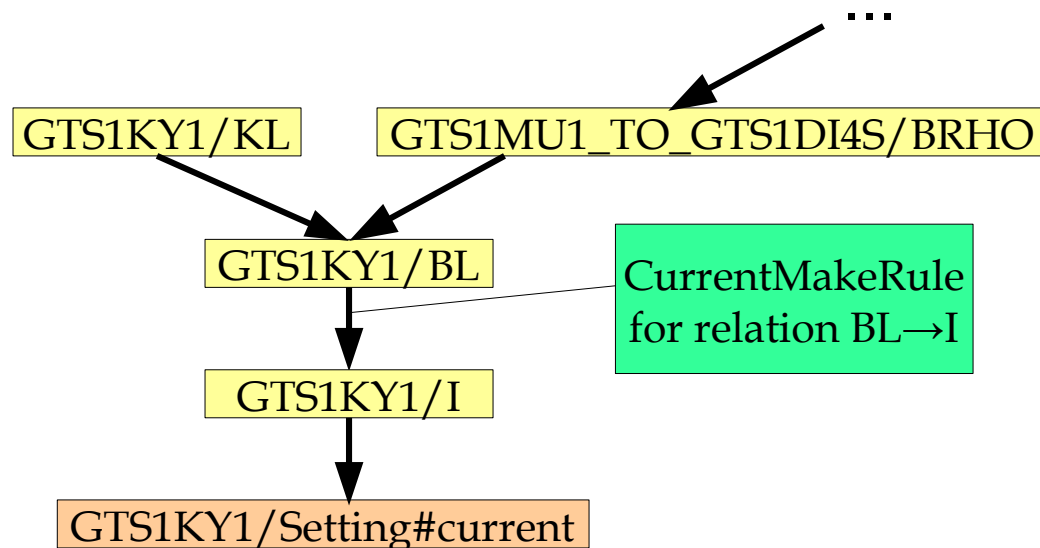 ...
GTS1KY1/KL
GTS1MU1_TO_GTS1DI4S/BRHO
GTS1KY1/BL
CurrentMakeRule
for relation BL→I
GTS1KY1/I
GTS1KY1/Setting#current